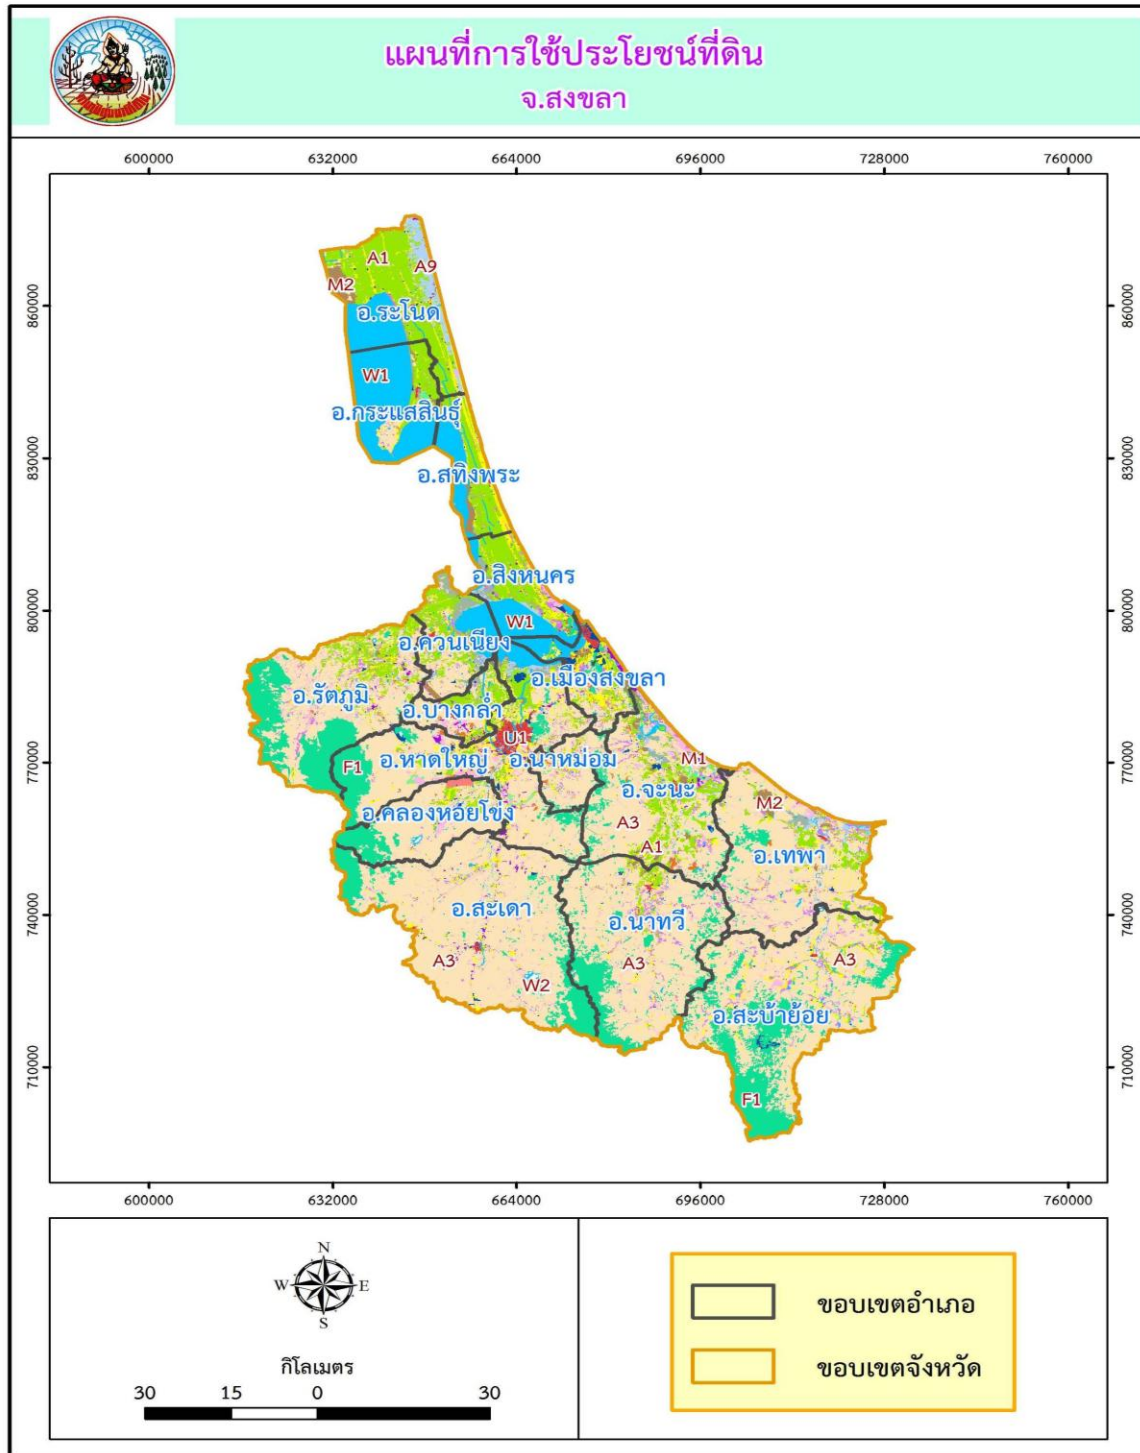 แผนที่การใช้ประโยชน์ที่ดิน
จ.สงขลา
600000 632000 664000 696000 728000 760000
A1
A9
M2
860000 860000
อ.ระโนด
W1
อ.กระแสสินธุ์
830000 830000
อ.สทิงพระ
อ.สิงหนคร
800000 800000
W1
อ.ควนเนียง
อ.เมืองสงขลา
อ.รัตภูมิ
อ.บางกล่ำ
U1
อ.หาดใหญ่ อ.นาหม่อม
M1
770000 770000
F1
อ.จะนะ
M2
อ.คลองหอยโข่ง
A3
A1
อ.เทพา
อ.สะเดา
740000 740000
อ.นาทวี
A3 A3 A3
W2
อ.สะบ้าย้อย
710000 710000
F1
600000 632000 664000 696000 728000 760000
N
W E
S
กิโลเมตร
30 15 0 30
ขอบเขตอำเภอ
ขอบเขตจังหวัด